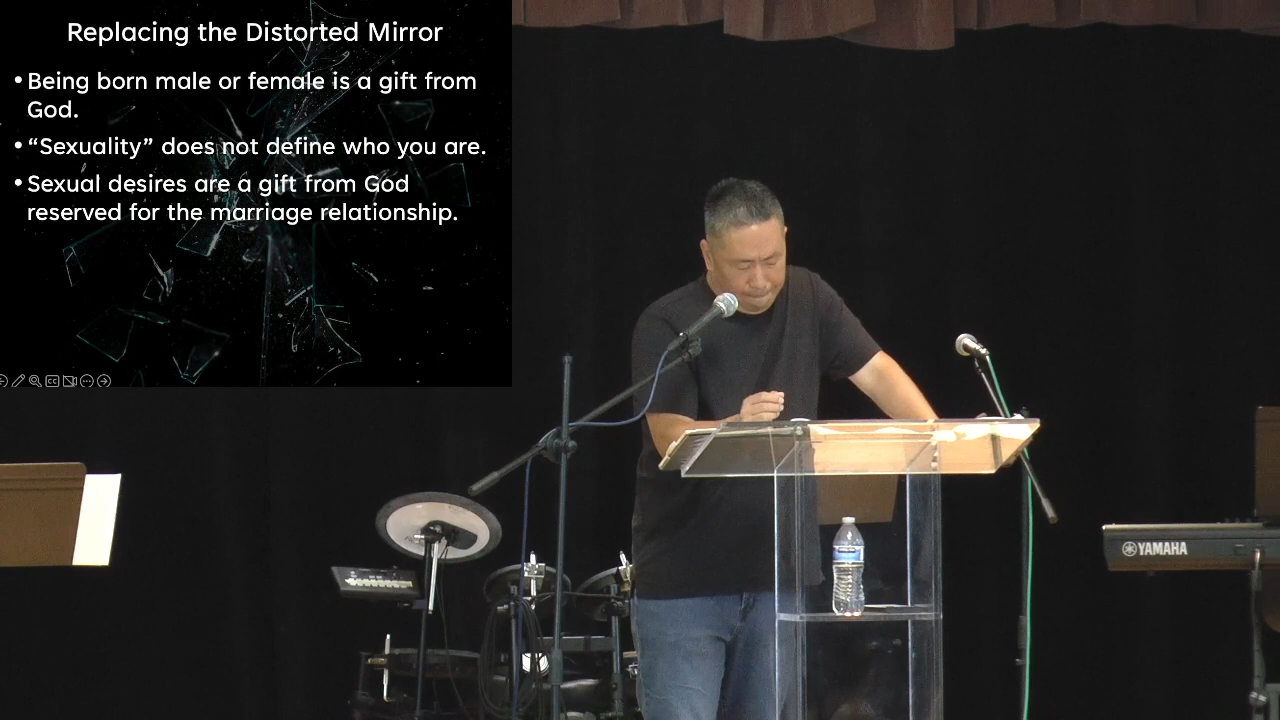 Replacing the Distorted Mirror
• Being born male or female is a gift from
God.
• “Sexuality” does not define who you are.
• Sexual desires are a gift from God
reserved for the marriage relationship.
CC
YAMAHA